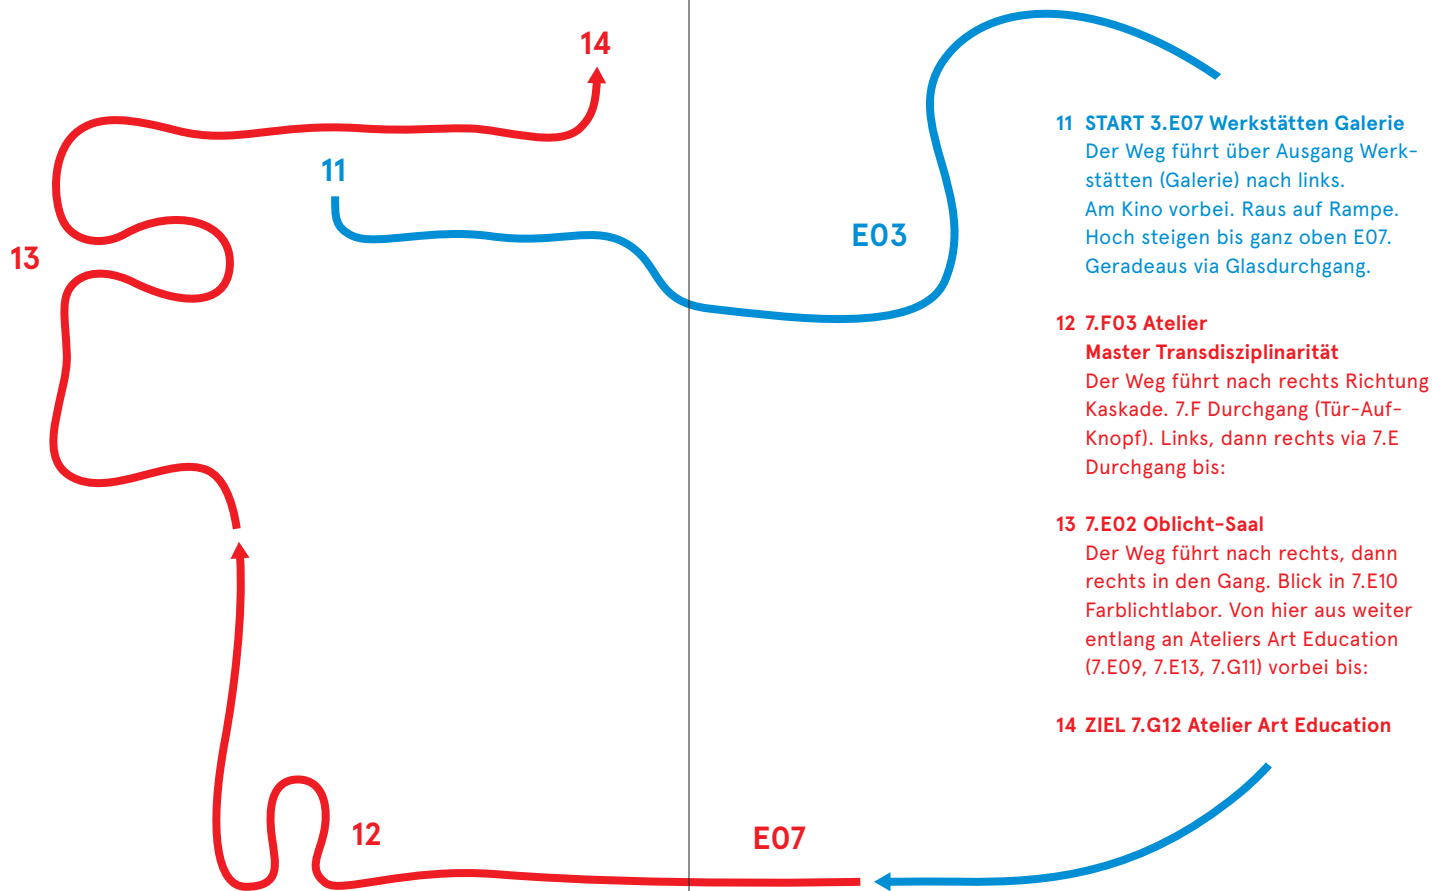 14
11
13
E03
12
E07
11 START 3.E07 Werkstätten Galerie
Der Weg führt über Ausgang Werk-
stätten (Galerie) nach links.
Am Kino vorbei. Raus auf Rampe.
Hoch steigen bis ganz oben E07.
Geradeaus via Glasdurchgang.
12 7.F03 Atelier
Master Transdisziplinarität
Der Weg führt nach rechts Richtung
Kaskade. 7.F Durchgang (Tür-Auf-
Knopf). Links, dann rechts via 7.E
Durchgang bis:
13 7.E02 Oblicht-Saal
Der Weg führt nach rechts, dann
rechts in den Gang. Blick in 7.E10
Farblichtlabor. Von hier aus weiter
entlang an Ateliers Art Education
(7.E09, 7.E13, 7.G11) vorbei bis:
14 ZIEL 7.G12 Atelier Art Education